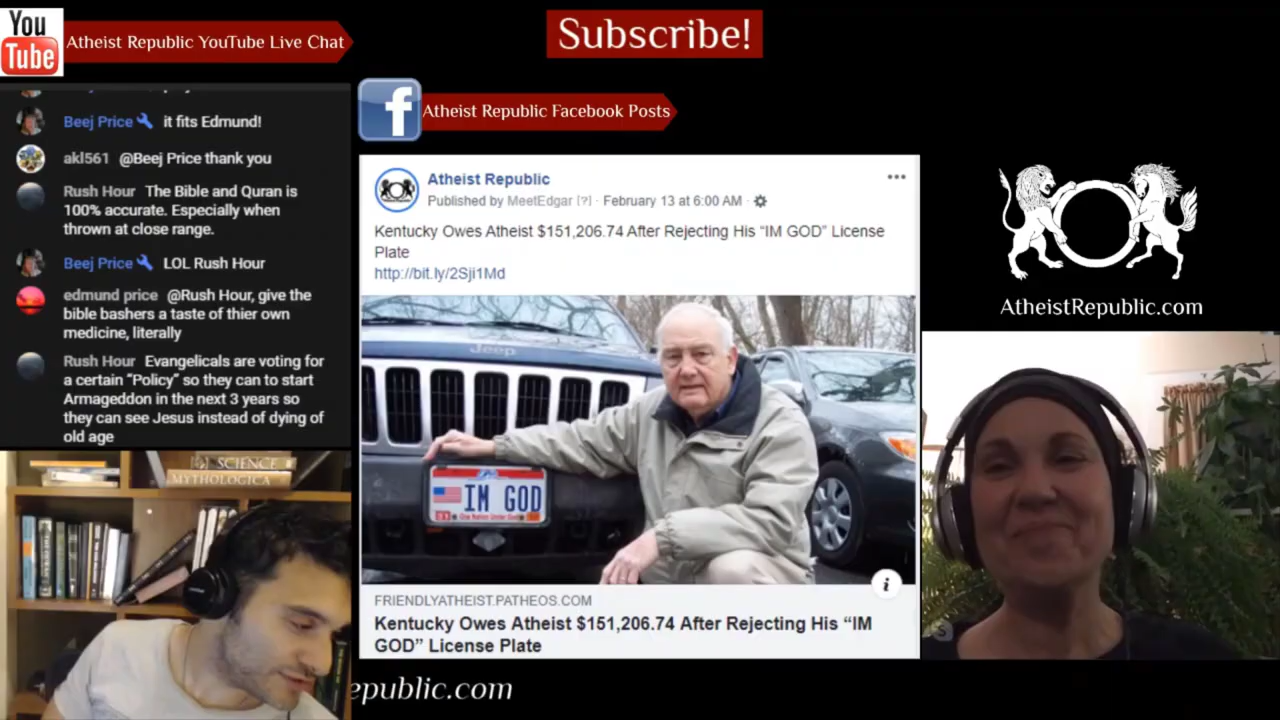 You
Tube
Atheist Republic YouTube Live Chat
Subscribe!
Beej Price it fits Edmund!
akl561 @Beej Price thank you
Rush Hour The Bible and Quran is
100% accurate. Especially when
thrown at close range.
Beej Price LOL Rush Hour
edmund price @Rush Hour, give the
bible bashers a taste of thier own
medicine, literally
Rush Hour Evangelicals are voting for
a certain “Policy” so they can to start
Armageddon in the next 3 years so
they can see Jesus instead of dying of
old age
f
Atheist Republic Facebook Posts
Atheist Republic
Published by MeetEdgar [?] · February 13 at 6:00 AM ·
Kentucky Owes Atheist $151,206.74 After Rejecting His “IM GOD” License
Plate
http://bit.ly/2Sji1Md
Jeep
IM GOD
One Nation Under God
i
FRIENDLYATHEIST.PATHEOS.COM
Kentucky Owes Atheist $151,206.74 After Rejecting His “IM
GOD” License Plate
AtheistRepublic.com
SCIENCE
MYTHOLOGICA
S
epublic.com